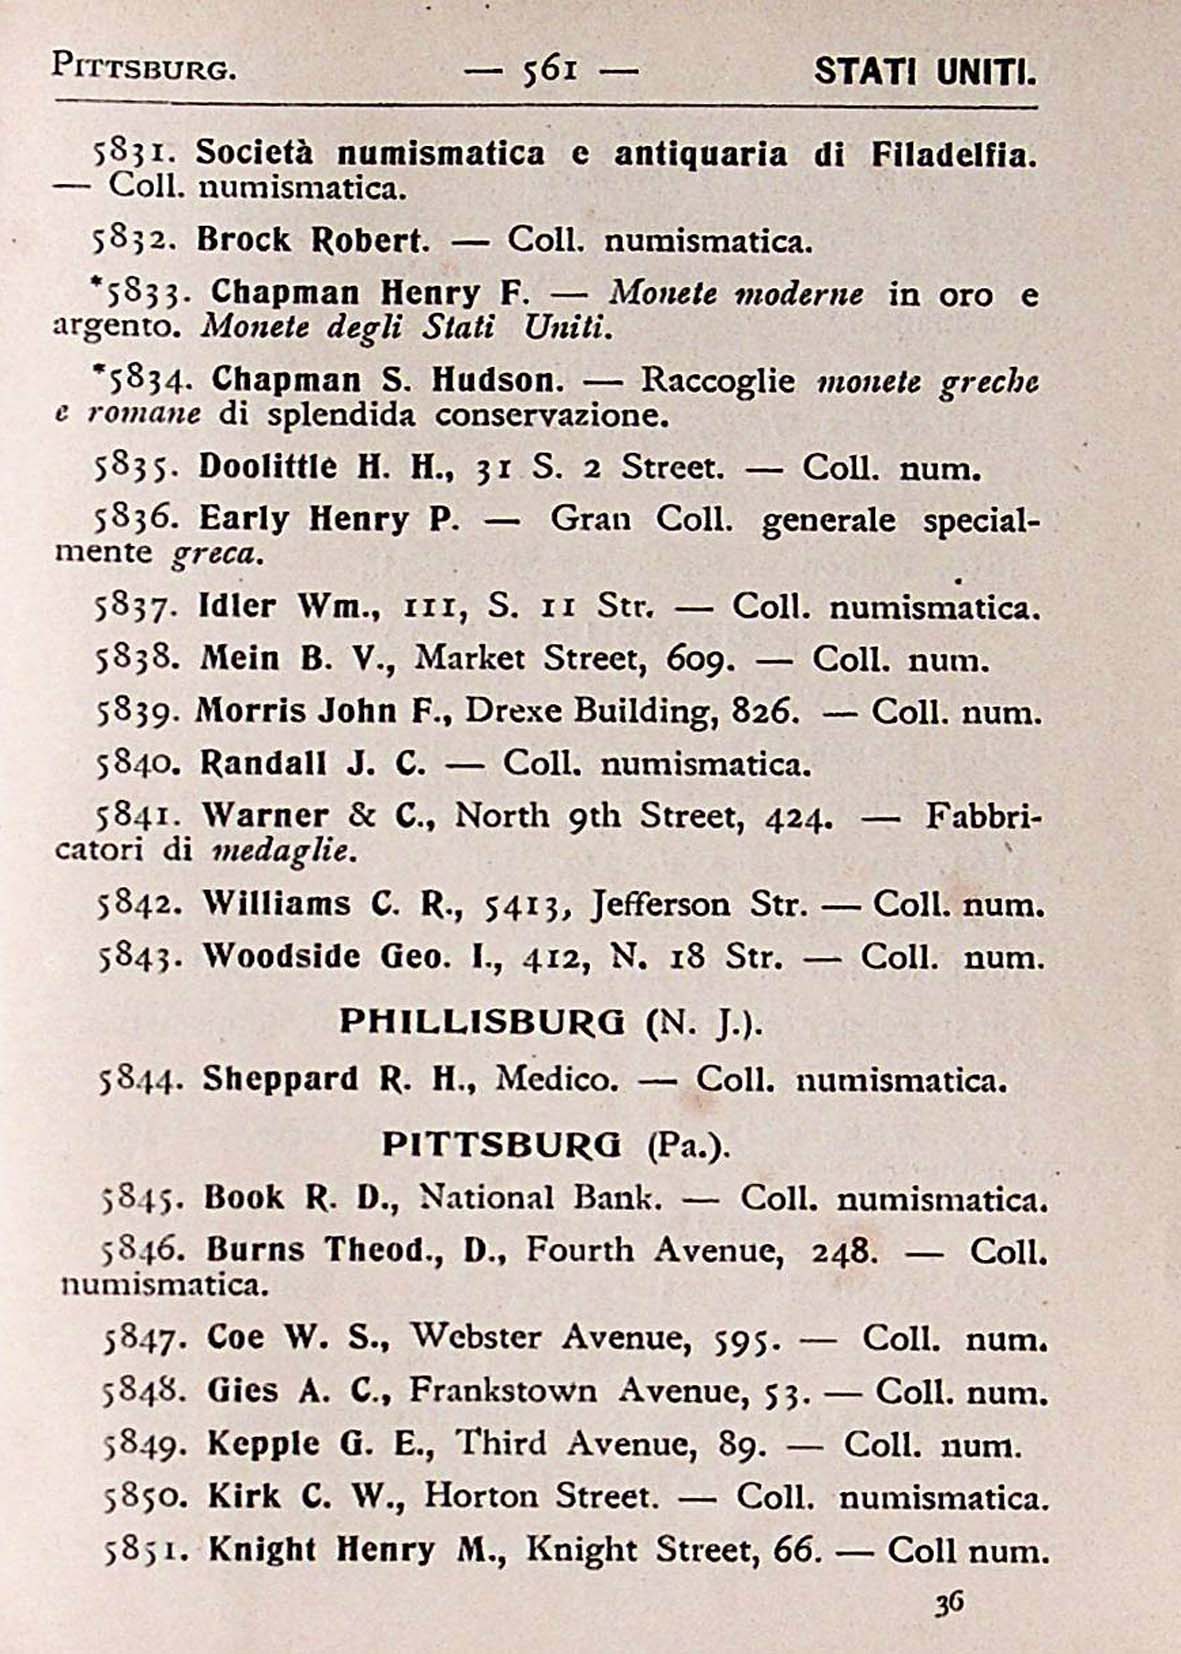 Pittsburg. — 561 — STATI UNITI.
5831. Società numismatica e antiquaria di Filadelfia.
— Coll. numismatica.
5832. Brock Robert. — Coll. numismatica.
*5833. Chapman Henry F. — Monete moderne in oro e
argento. Monete degli Stati Uniti.
*5834. Chapman S. Hudson. — Raccoglie monete greche
e romane di splendida conservazione.
5835. Doolittle H. H., 31 S. 2 Street. — Coll. num.
5836. Early Henry P. — Gran Coll. generale special-
mente greca.
5837. Idler Wm., 111, S. 11 Str. — Coll. numismatica.
5838. Mein B. V., Market Street, 609. — Coll. num.
5839. Morris John F., Drexe Building, 826. — Coll. num.
5840. Randall J. C. — Coll. numismatica.
5841. Warner & C., North 9th Street, 424. — Fabbri-
catori di medaglie.
5842. Williams C. R., 5413, Jefferson Str. — Coll. num.
5843. Woodside Geo. I., 412, N. 18 Str. — Coll. num.
PHILLISBURG (N. J.).
5844. Sheppard R. H., Medico. — Coll. numismatica.
PITTSBURG (Pa.).
5845. Book R. D., National Bank. — Coll. numismatica.
5846. Burns Theod., D., Fourth Avenue, 248. — Coll.
numismatica.
5847. Coe W. S., Webster Avenue, 595. — Coll. num.
5848. Gies A. C., Frankstown Avenue, 53. — Coll. num.
5849. Kepple G. E., Third Avenue, 89. — Coll. num.
5850. Kirk C. W., Horton Street. — Coll. numismatica.
5851. Knight Henry M., Knight Street, 66. — Coll num.
36